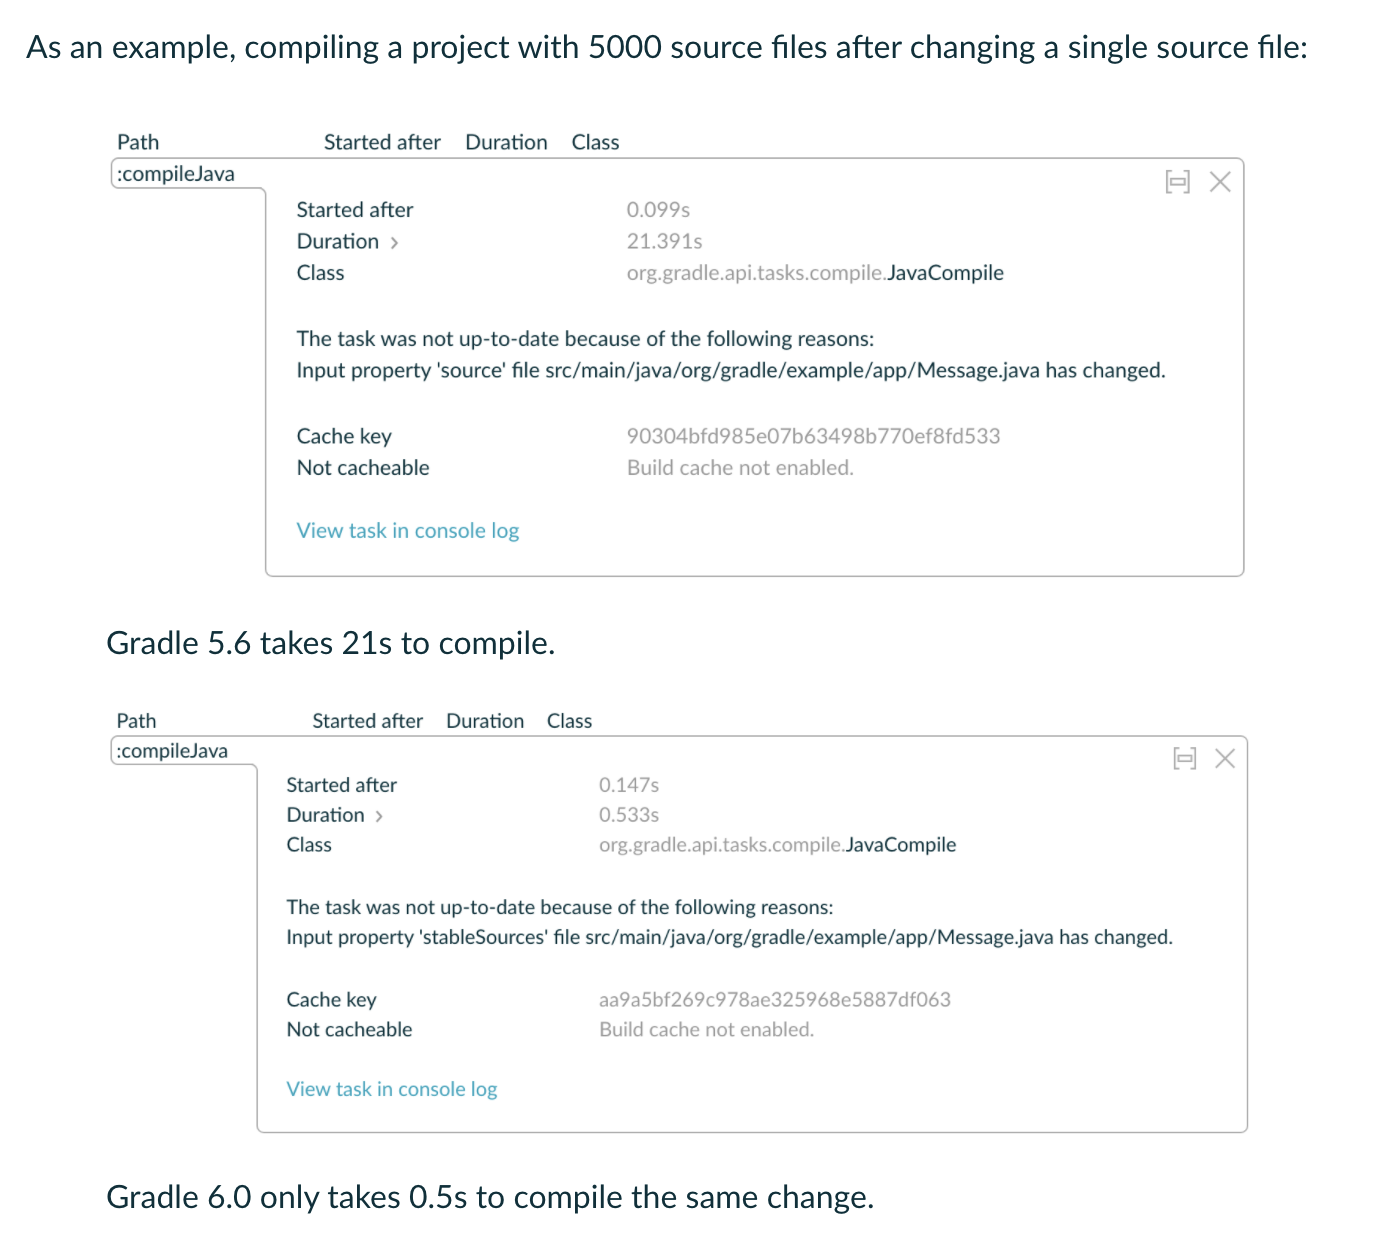 As an example, compiling a project with 5000 source files after changing a single source file:
Path Started after Duration Class
:compileJava
Started after 0.099s
Duration > 21.391s
Class org.gradle.api.tasks.compile.JavaCompile
The task was not up-to-date because of the following reasons:
Input property 'source' file src/main/java/org/gradle/example/app/Message.java has changed.
Cache key 90304bfd985e07b63498b770ef8fd533
Not cacheable Build cache not enabled.
View task in console log
Gradle 5.6 takes 21s to compile.
Path Started after Duration Class
:compileJava
Started after 0.147s
Duration > 0.533s
Class org.gradle.api.tasks.compile.JavaCompile
The task was not up-to-date because of the following reasons:
Input property 'stableSources' file src/main/java/org/gradle/example/app/Message.java has changed.
Cache key aa9a5bf269c978ae325968e5887df063
Not cacheable Build cache not enabled.
View task in console log
Gradle 6.0 only takes 0.5s to compile the same change.